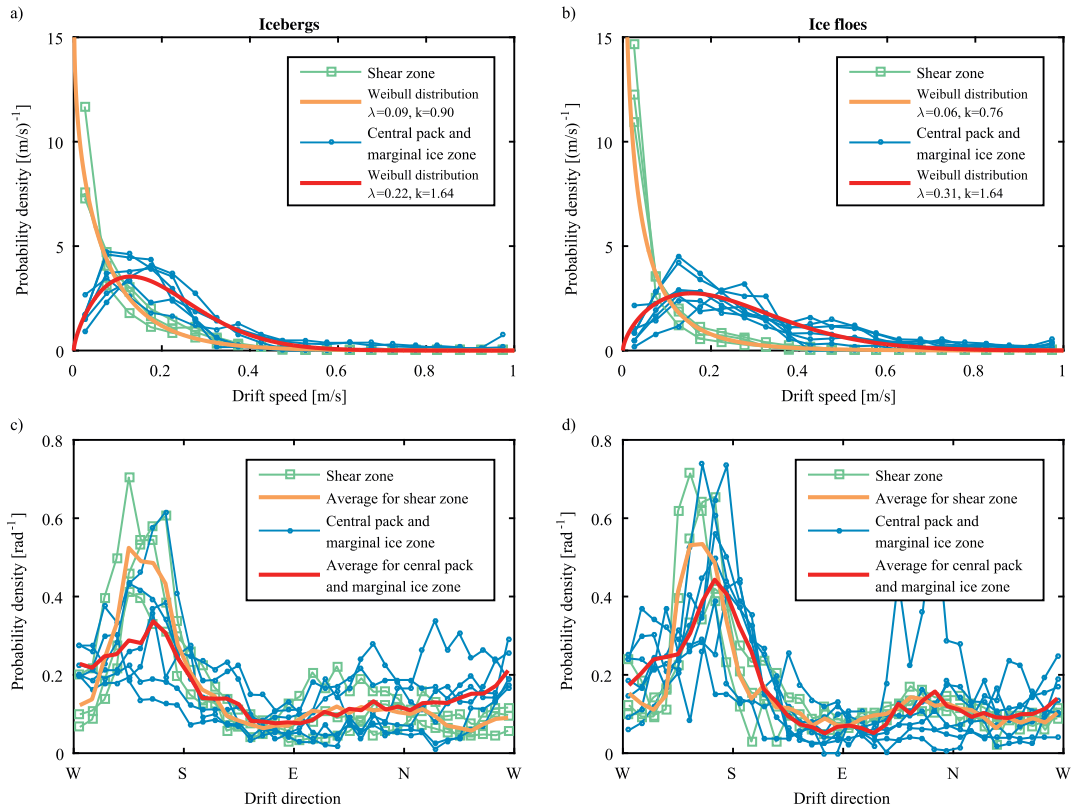 a)
Icebergs
15
10
5
0
Probability density [(m/s)⁻¹]
Shear zone
Weibull distribution
λ=0.09, k=0.90
Central pack and
marginal ice zone
Weibull distribution
λ=0.22, k=1.64
0 0.2 0.4 0.6 0.8 1
Drift speed [m/s]
b)
Ice floes
15
10
5
0
Probability density [(m/s)⁻¹]
Shear zone
Weibull distribution
λ=0.06, k=0.76
Central pack and
marginal ice zone
Weibull distribution
λ=0.31, k=1.64
0 0.2 0.4 0.6 0.8 1
Drift speed [m/s]
c)
0.8
0.6
0.4
0.2
0
Probability density [rad⁻¹]
Shear zone
Average for shear zone
Central pack and
marginal ice zone
Average for cenral pack
and marginal ice zone
W S E N W
Drift direction
d)
0.8
0.6
0.4
0.2
0
Probability density [rad⁻¹]
Shear zone
Average for shear zone
Central pack and
marginal ice zone
Average for cenral pack
and marginal ice zone
W S E N W
Drift direction